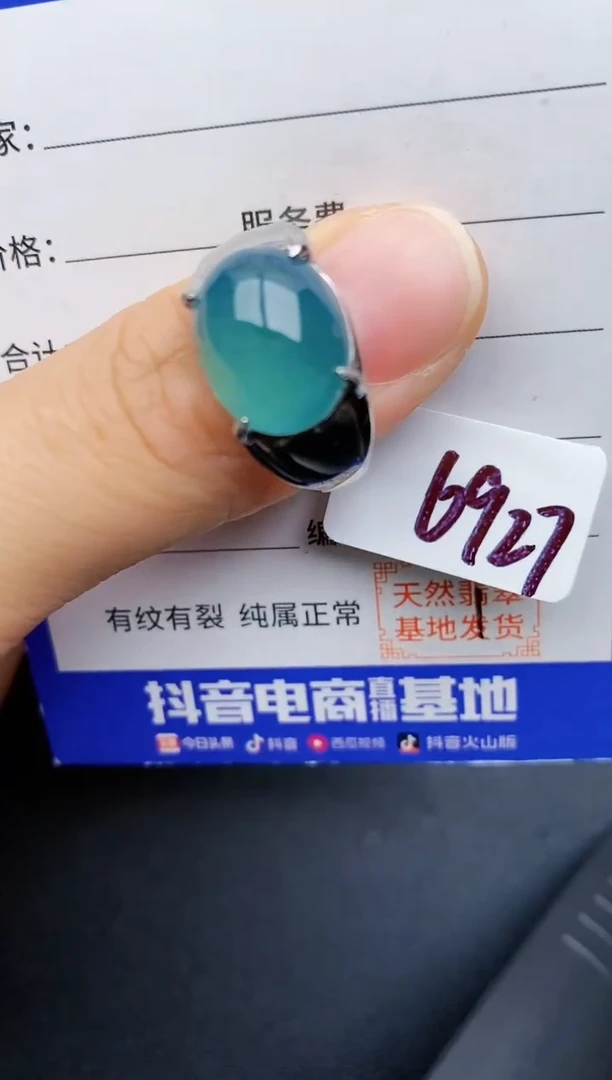 家：
服务费
价格：
合计
编
6927
有纹有裂 纯属正常
天然翡翠
基地发货
抖音电商直播基地
今日头条 抖音 西瓜视频 抖音火山版